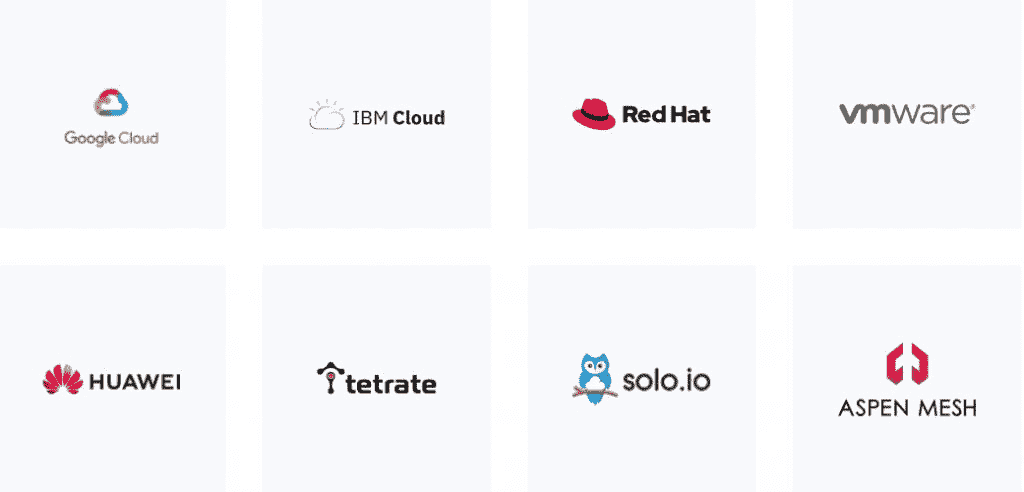 Google Cloud
IBM Cloud
Red Hat
vmware®
HUAWEI
tetrate
solo.io
ASPEN MESH